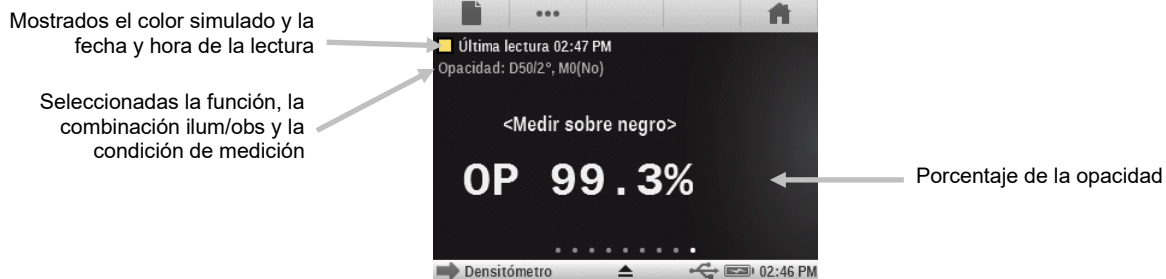 Mostrados el color simulado y la
fecha y hora de la lectura
Seleccionadas la función, la
combinación ilum/obs y la
condición de medición
Última lectura 02:47 PM
Opacidad: D50/2°, M0(No)
<Medir sobre negro>
OP 99.3%
Porcentaje de la opacidad
Densitómetro
02:46 PM